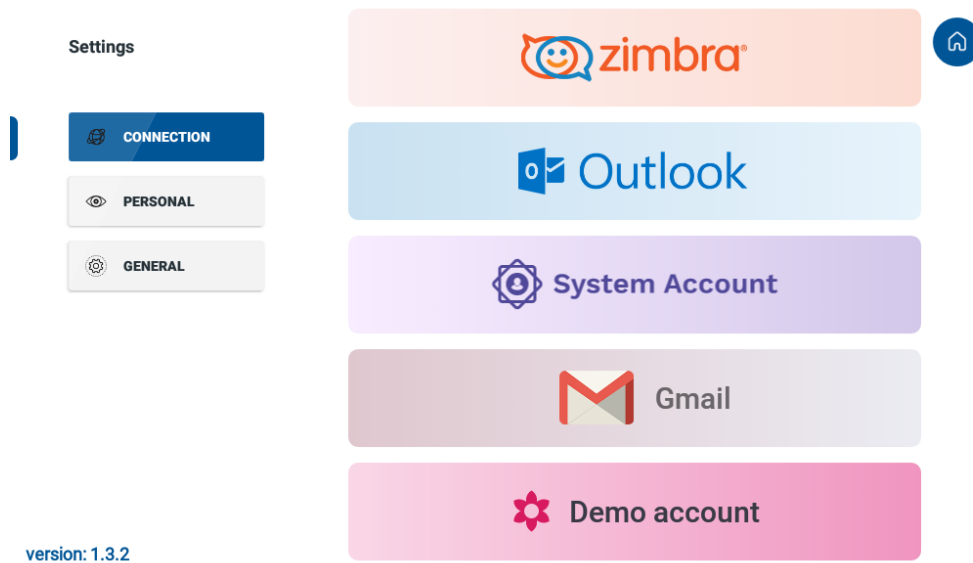 Settings
CONNECTION
PERSONAL
GENERAL
version: 1.3.2
zimbra®
Outlook
System Account
Gmail
Demo account